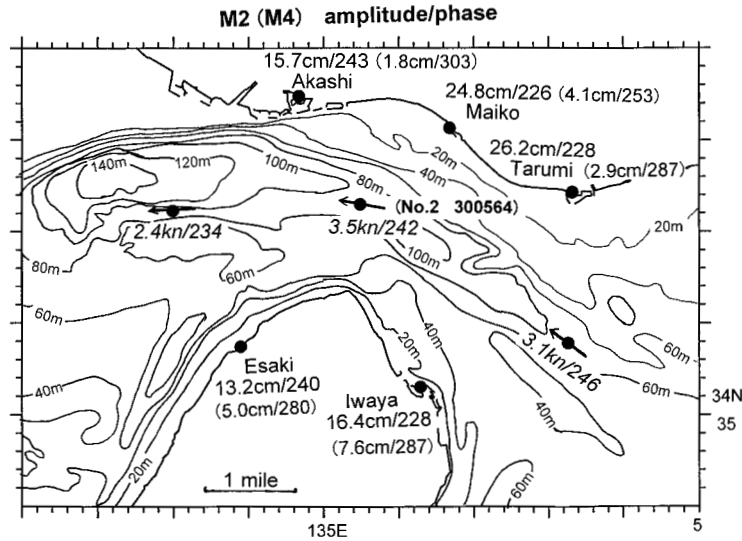 M2 (M4) amplitude/phase
15.7cm/243 (1.8cm/303)
Akashi
24.8cm/226 (4.1cm/253)
Maiko
26.2cm/228
Tarumi (2.9cm/287)
20m
40m
140m
120m
100m
80m
(No.2 300564)
2.4kn/234
3.5kn/242
20m
100m
80m
60m
60m
60m
3.1kn/246
60m
40m
20m
Esaki
13.2cm/240
(5.0cm/280)
Iwaya
16.4cm/228
(7.6cm/287)
40m
40m
60m
34N
35
20m
1 mile
60m
135E
5